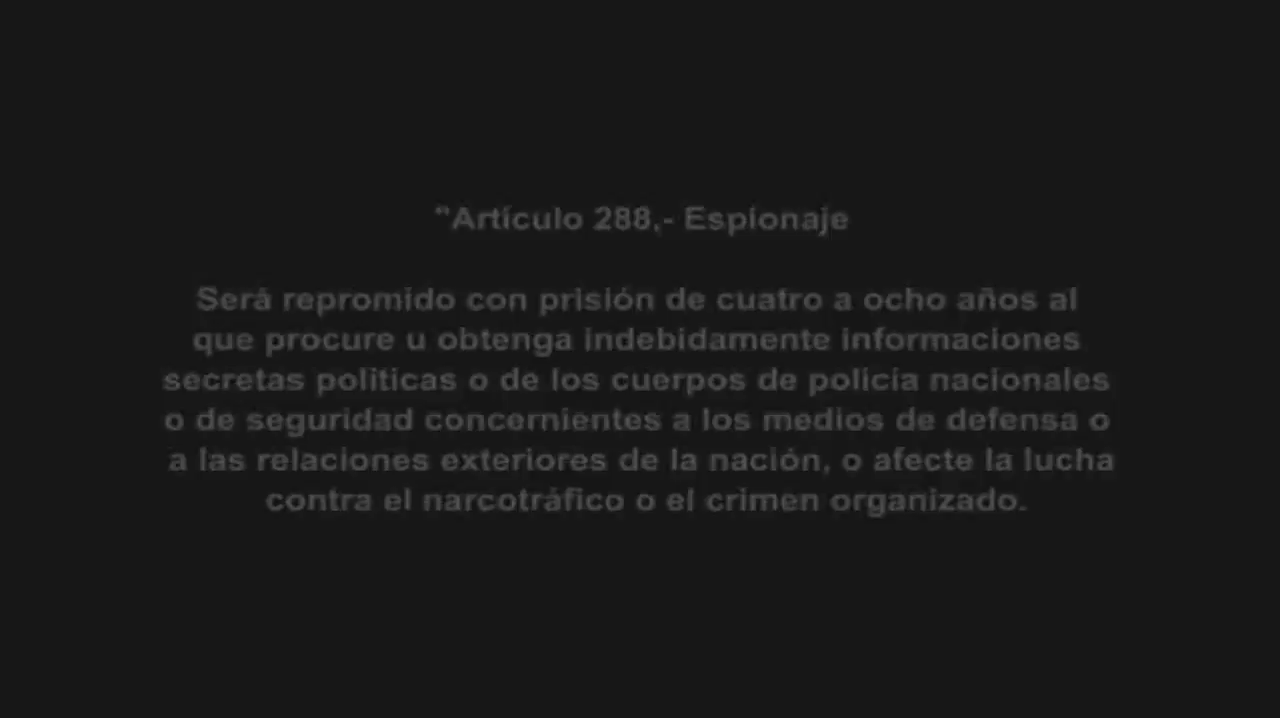 "Artículo 288.- Espionaje
Será repromido con prisión de cuatro a ocho años al
que procure u obtenga indebidamente informaciones
secretas políticas o de los cuerpos de policía nacionales
o de seguridad concernientes a los medios de defensa o
a las relaciones exteriores de la nación, o afecte la lucha
contra el narcotráfico o el crimen organizado.